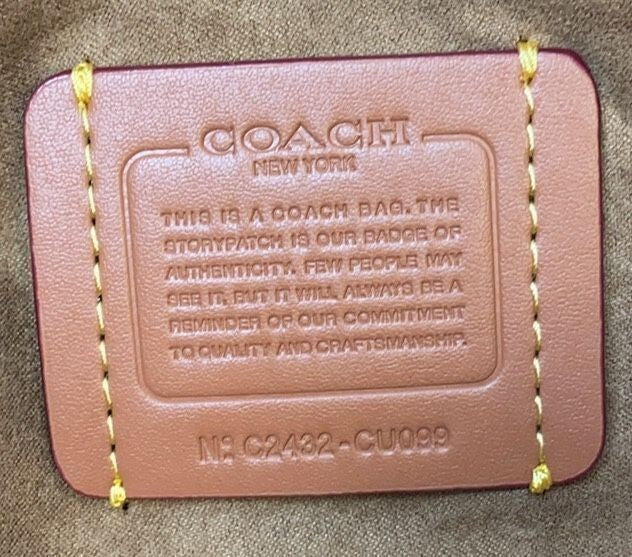 COACH
NEW YORK
THIS IS A COACH BAG. THE
STORYPATCH IS OUR BADGE OF
AUTHENTICITY. FEW PEOPLE MAY
SEE IT, BUT IT WILL ALWAYS BE A
REMINDER OF OUR COMMITMENT
TO QUALITY AND CRAFTSMANSHIP.
Nº C2432-CU099